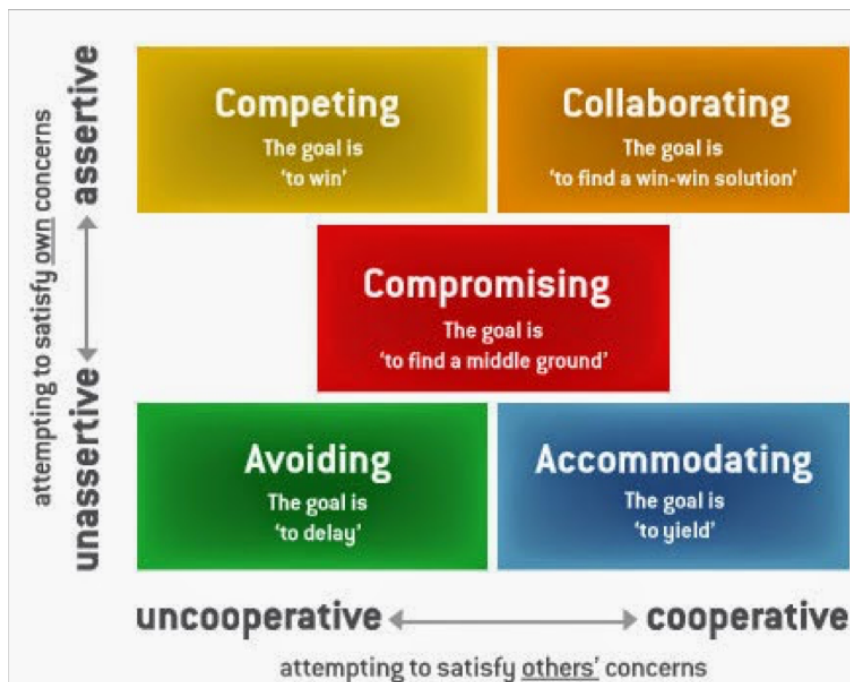 attempting to satisfy own concerns
unassertive
assertive
Competing
The goal is
‘to win’
Collaborating
The goal is
‘to find a win-win solution’
Compromising
The goal is
‘to find a middle ground’
Avoiding
The goal is
‘to delay’
Accommodating
The goal is
‘to yield’
uncooperative
cooperative
attempting to satisfy others’ concerns